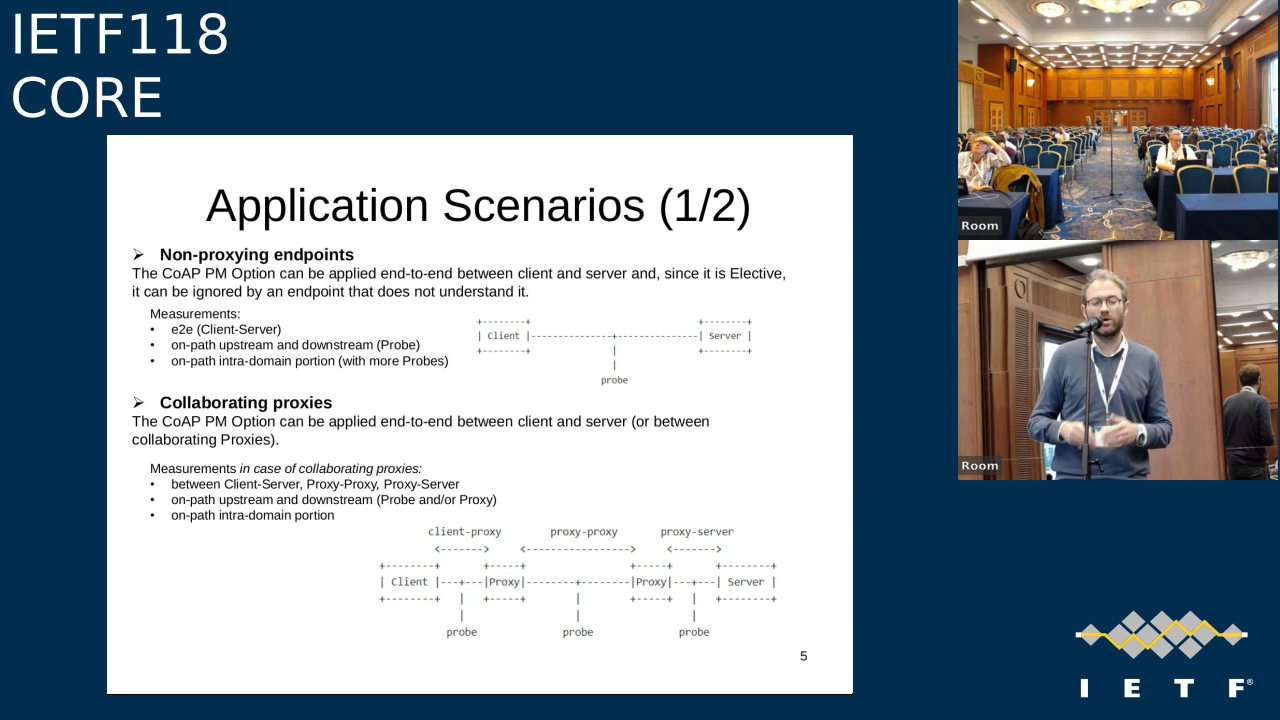 IETF118
CORE
Application Scenarios (1/2)
➢ Non-proxying endpoints
The CoAP PM Option can be applied end-to-end between client and server and, since it is Elective,
it can be ignored by an endpoint that does not understand it.
Measurements:
• e2e (Client-Server)
• on-path upstream and downstream (Probe)
• on-path intra-domain portion (with more Probes)
+--------+                                  +--------+
| Client |---------------+-----------------| Server |
+--------+               |                 +--------+
|
probe
➢ Collaborating proxies
The CoAP PM Option can be applied end-to-end between client and server (or between
collaborating Proxies).
Measurements in case of collaborating proxies:
• between Client-Server, Proxy-Proxy, Proxy-Server
• on-path upstream and downstream (Probe and/or Proxy)
• on-path intra-domain portion
client-proxy proxy-proxy proxy-server
<-------> <-----------------> <------->
+--------+ +-----+ +-----+ +--------+
| Client |---+---|Proxy|--------+--------|Proxy|---+---| Server |
+--------+ | +-----+ | +-----+ | +--------+
| | |
probe probe probe
5
Room
Room
I E T F®